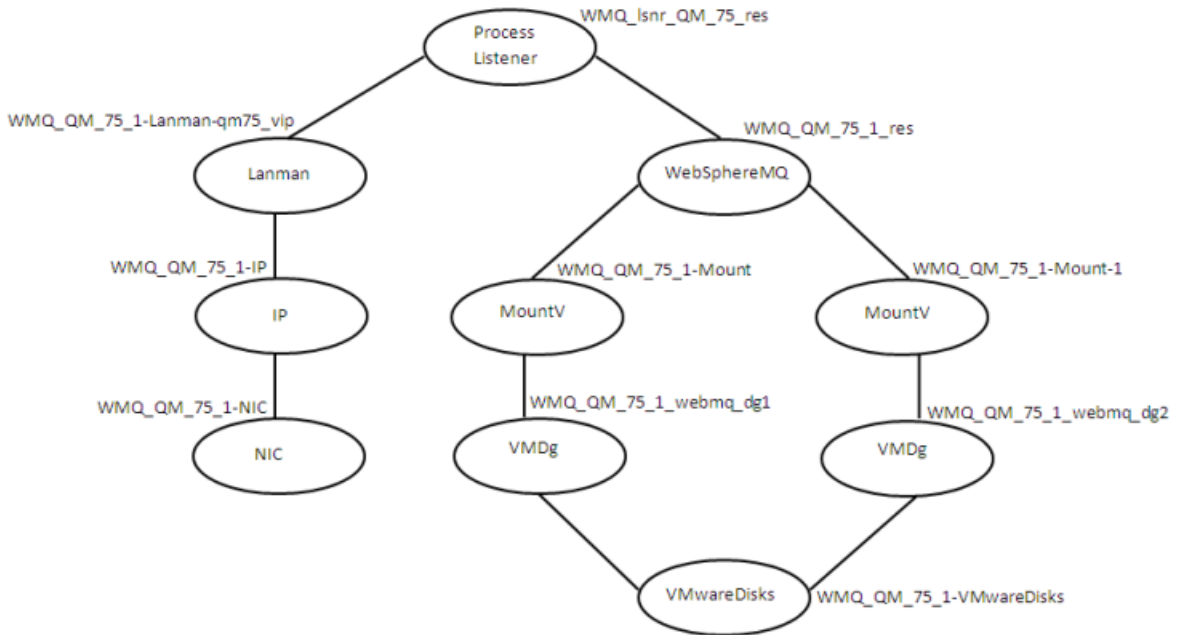 WMQ_lsnr_QM_75_res
Process
Listener
WMQ_QM_75_1-Lanman-qm75_vip
WMQ_QM_75_1_res
Lanman
WebSphereMQ
WMQ_QM_75_1-IP
WMQ_QM_75_1-Mount
WMQ_QM_75_1-Mount-1
IP
MountV
MountV
WMQ_QM_75_1-NIC
WMQ_QM_75_1_webmq_dg1
WMQ_QM_75_1_webmq_dg2
NIC
VMDg
VMDg
VMwareDisks
WMQ_QM_75_1-VMwareDisks